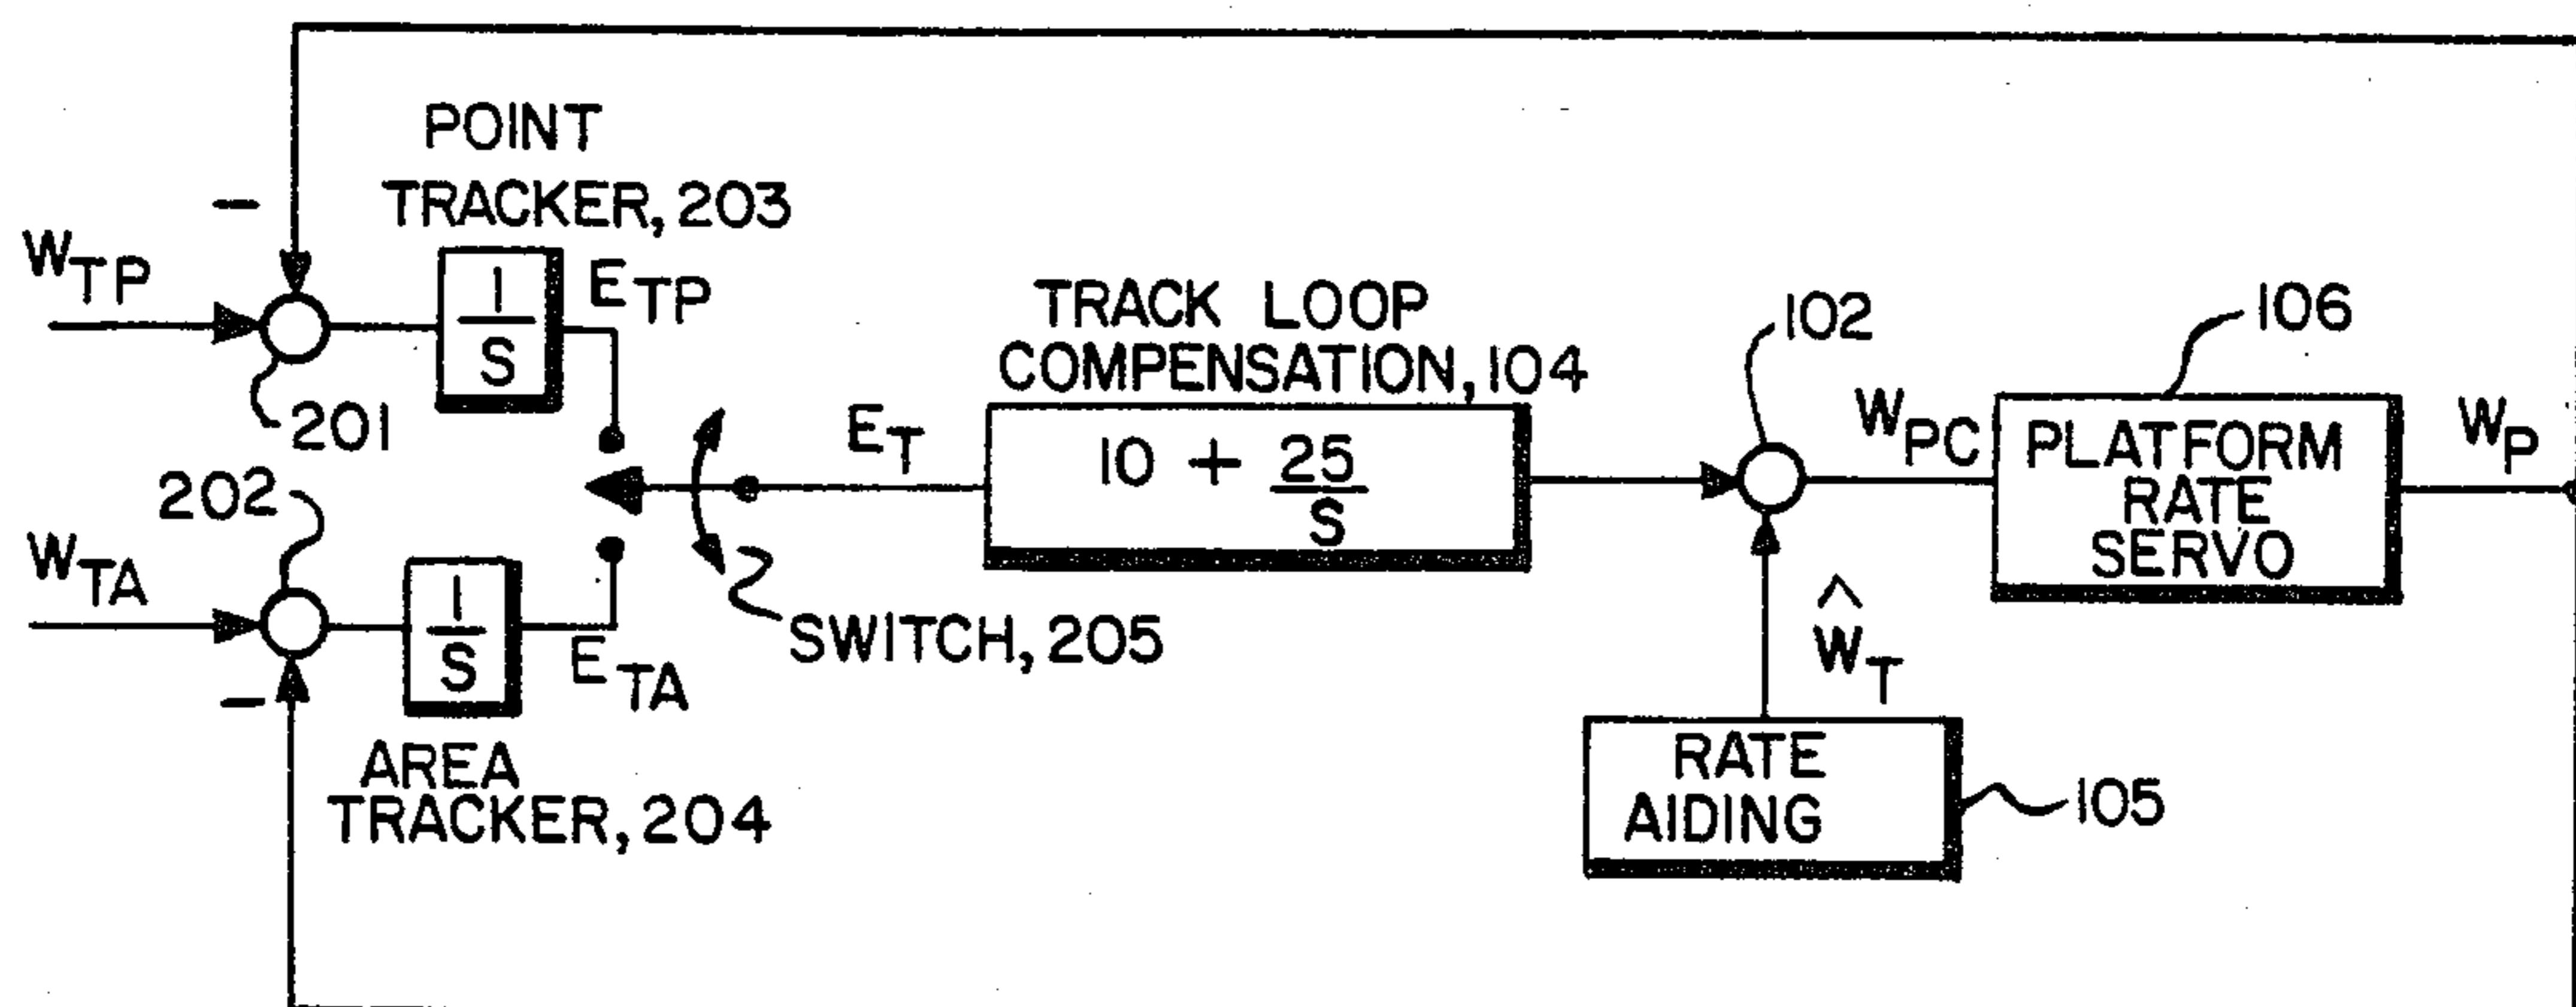 POINT
TRACKER, 203
−
W_TP
1
S
E_TP
201
TRACK LOOP
COMPENSATION, 104
102
106
E_T
10 + 25
S
W_PC
PLATFORM
RATE
SERVO
W_P
202
W_TA
1
S
E_TA
SWITCH, 205
−
Ŵ_T
AREA
TRACKER, 204
RATE
AIDING
105